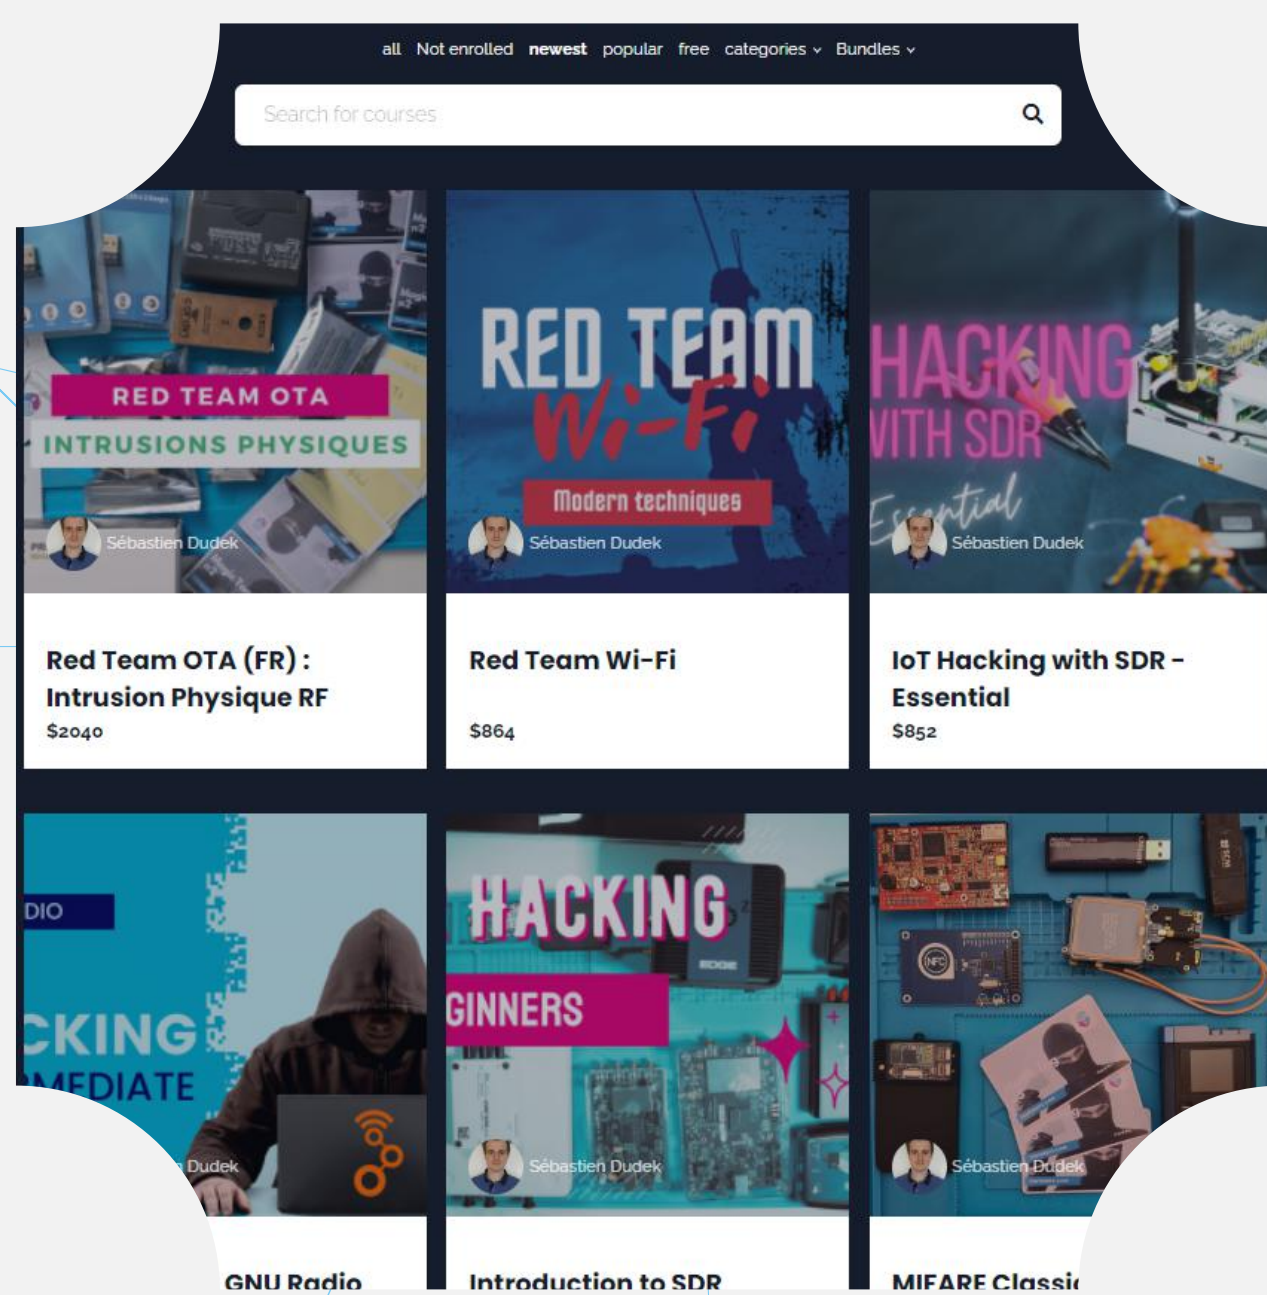 all Not enrolled newest popular free categories Bundles
Search for courses
RED TEAM OTA
INTRUSIONS PHYSIQUES
Sébastien Dudek
RED TEAM
Wi-Fi
Modern techniques
Sébastien Dudek
HACKING
WITH SDR
Essential
Sébastien Dudek
Red Team OTA (FR) :
Intrusion Physique RF
$2040
Red Team Wi-Fi
$864
IoT Hacking with SDR -
Essential
$852
DIO
CKING
MEDIATE
Dudek
HACKING
GINNERS
EDGE
Sébastien Dudek
NFC
Sébastien Dudek
GNU Radio
Introduction to SDR
MIFARE Classic